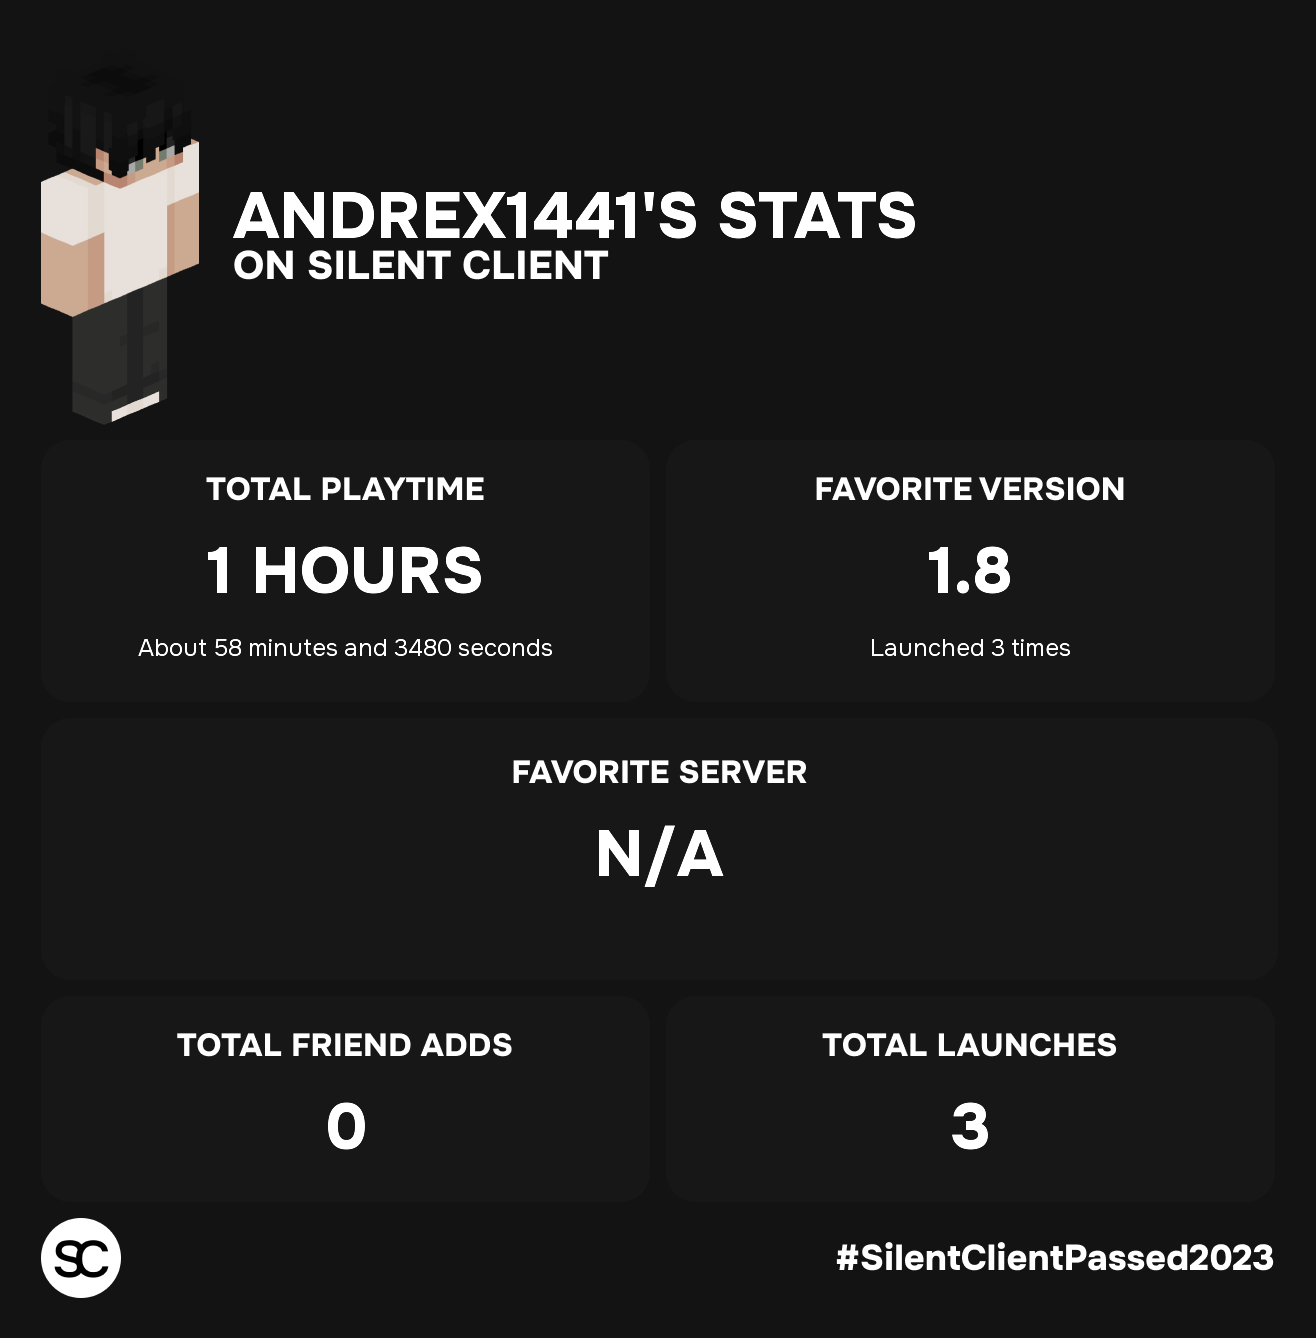 ANDREX1441'S STATS
ON SILENT CLIENT
TOTAL PLAYTIME
1 HOURS
About 58 minutes and 3480 seconds
FAVORITE VERSION
1.8
Launched 3 times
FAVORITE SERVER
N/A
TOTAL FRIEND ADDS
0
TOTAL LAUNCHES
3
SC
#SilentClientPassed2023